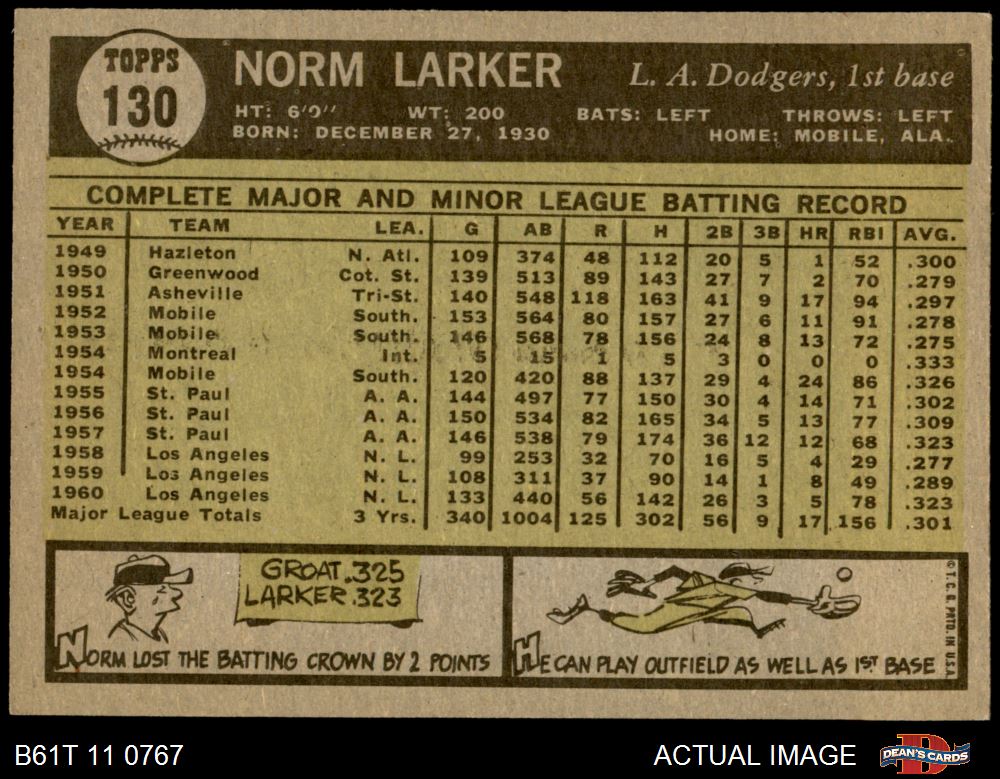 TOPPS
130
NORM LARKER L. A. Dodgers, 1st base
HT: 6'0" WT: 200 BATS: LEFT THROWS: LEFT
BORN: DECEMBER 27, 1930 HOME: MOBILE, ALA.
COMPLETE MAJOR AND MINOR LEAGUE BATTING RECORD
YEAR TEAM LEA. G AB R H 2B 3B HR RBI AVG.
1949 Hazleton N. Atl. 109 374 48 112 20 5 1 52 .300
1950 Greenwood Cot. St. 139 513 89 143 27 7 2 70 .279
1951 Asheville Tri-St. 140 548 118 163 41 9 17 94 .297
1952 Mobile South. 153 564 80 157 27 6 11 91 .278
1953 Mobile South. 146 568 78 156 24 8 13 72 .275
1954 Montreal Int. 5 15 1 5 3 0 0 0 .333
1954 Mobile South. 120 420 88 137 29 4 24 86 .326
1955 St. Paul A. A. 144 497 77 150 30 4 14 71 .302
1956 St. Paul A. A. 150 534 82 165 34 5 13 77 .309
1957 St. Paul A. A. 146 538 79 174 36 12 12 68 .323
1958 Los Angeles N. L. 99 253 32 70 16 5 4 29 .277
1959 Los Angeles N. L. 108 311 37 90 14 1 8 49 .289
1960 Los Angeles N. L. 133 440 56 142 26 3 5 78 .323
Major League Totals 3 Yrs. 340 1004 125 302 56 9 17 156 .301
GROAT .325
LARKER .323
NORM LOST THE BATTING CROWN BY 2 POINTS
HE CAN PLAY OUTFIELD AS WELL AS 1ST BASE
© T. C. G. PRTD. IN U.S.A.
B61T 11 0767 ACTUAL IMAGE DEAN'S CARDS